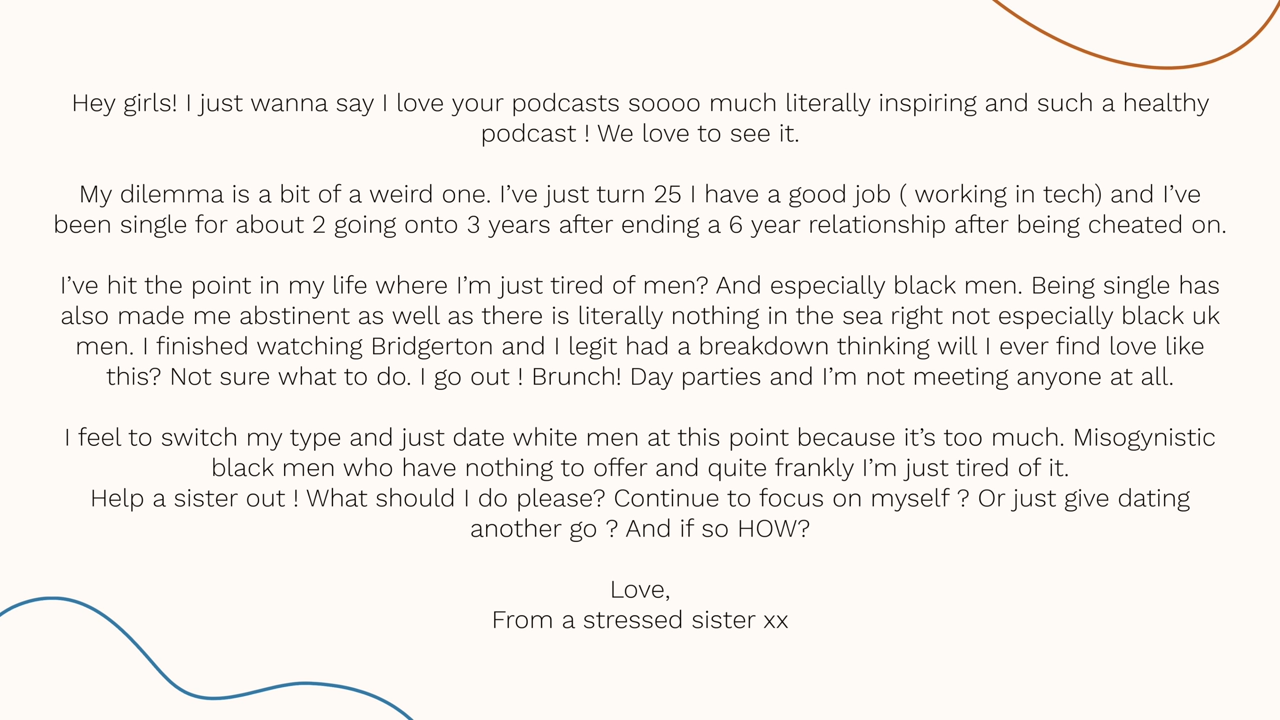 Hey girls! I just wanna say I love your podcasts soooo much literally inspiring and such a healthy
podcast ! We love to see it.
My dilemma is a bit of a weird one. I’ve just turn 25 I have a good job ( working in tech) and I’ve
been single for about 2 going onto 3 years after ending a 6 year relationship after being cheated on.
I’ve hit the point in my life where I’m just tired of men? And especially black men. Being single has
also made me abstinent as well as there is literally nothing in the sea right not especially black uk
men. I finished watching Bridgerton and I legit had a breakdown thinking will I ever find love like
this? Not sure what to do. I go out ! Brunch! Day parties and I’m not meeting anyone at all.
I feel to switch my type and just date white men at this point because it’s too much. Misogynistic
black men who have nothing to offer and quite frankly I’m just tired of it.
Help a sister out ! What should I do please? Continue to focus on myself ? Or just give dating
another go ? And if so HOW?
Love,
From a stressed sister xx